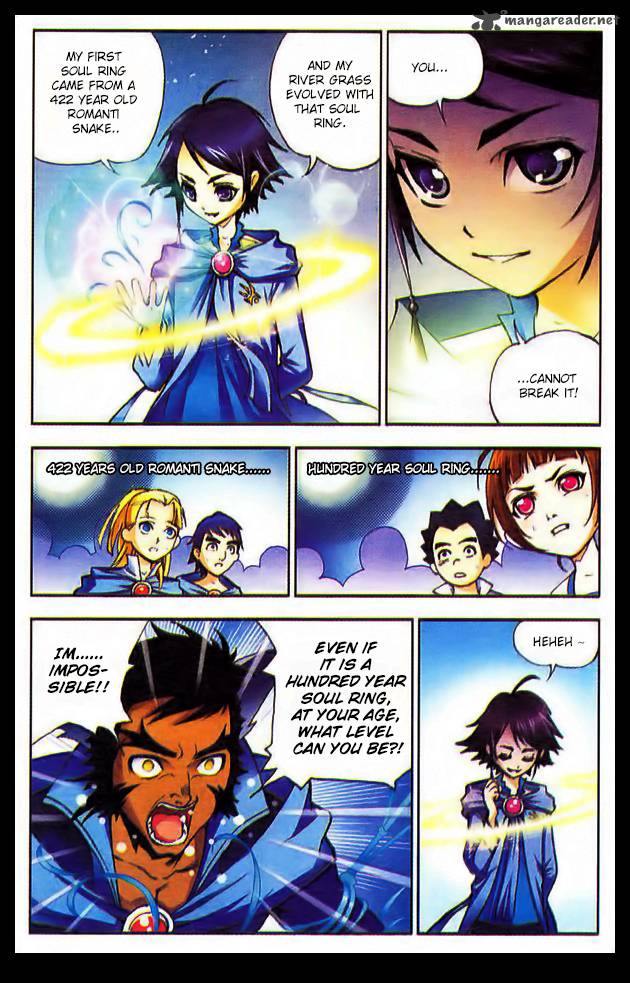 mangareader.net
MY FIRST
SOUL RING
CAME FROM A
422 YEAR OLD
ROMANTI
SNAKE..
AND MY
RIVER GRASS
EVOLVED WITH
THAT SOUL
RING.
YOU...
...CANNOT
BREAK IT!
422 YEARS OLD ROMANTI SNAKE......
HUNDRED YEAR SOUL RING.......
IM......
IMPOS-
SIBLE!!
EVEN IF
IT IS A
HUNDRED YEAR
SOUL RING,
AT YOUR AGE,
WHAT LEVEL
CAN YOU BE?!
HEHEH ~